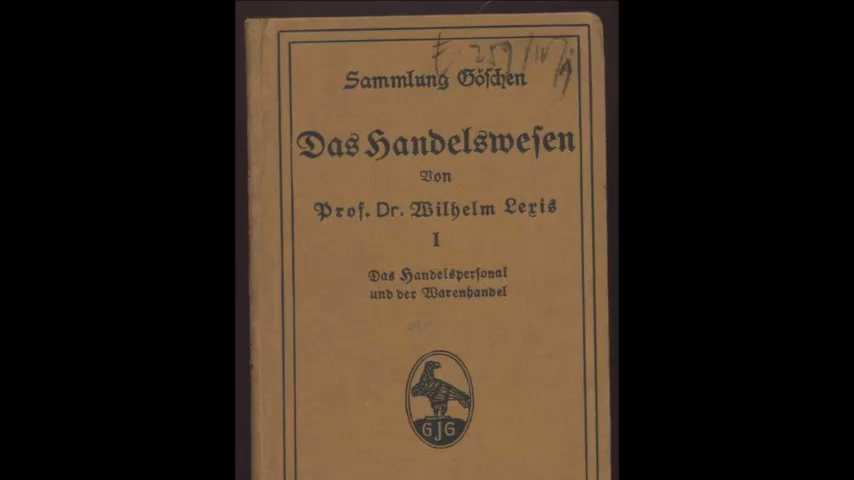 Sammlung Göschen
Das Handelswesen
Von
Prof. Dr. Wilhelm Lexis
I
Das Handelspersonal
und der Warenhandel
GJG